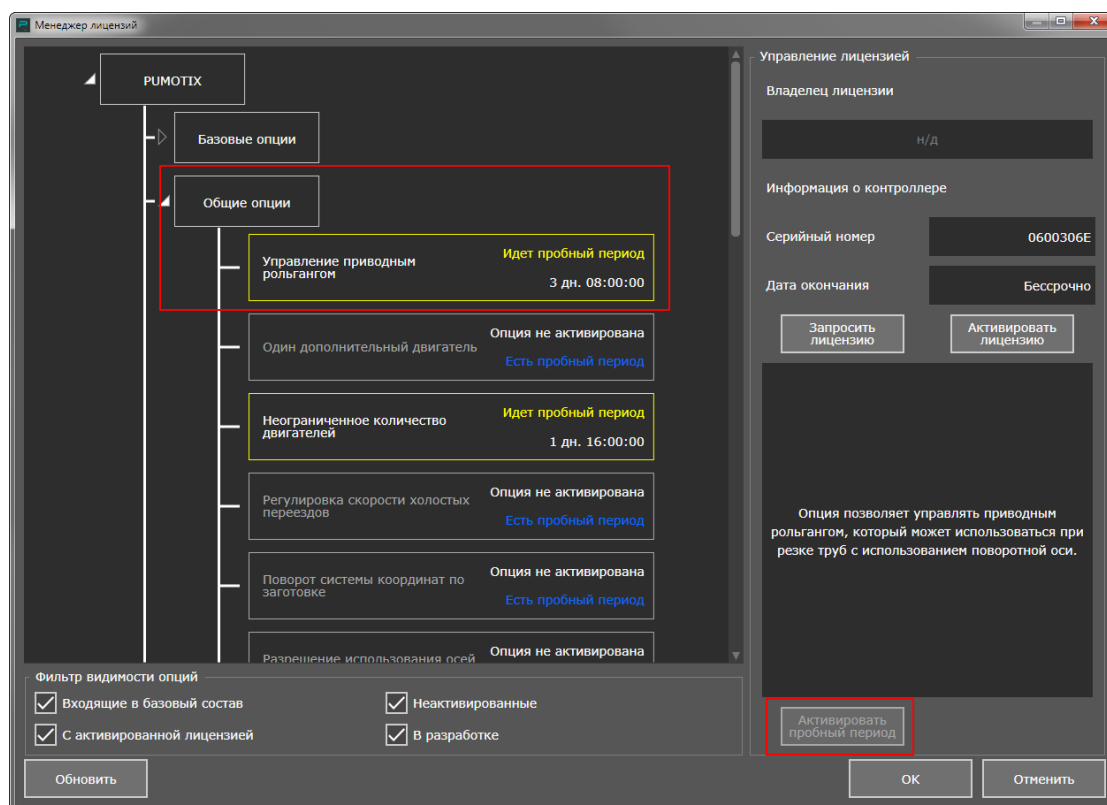 Менеджер лицензий
PUMOTIX
Базовые опции
Общие опции
Управление приводным
рольгангом
Идет пробный период
3 дн. 08:00:00
Один дополнительный двигатель
Опция не активирована
Есть пробный период
Неограниченное количество
двигателей
Идет пробный период
1 дн. 16:00:00
Регулировка скорости холостых
переездов
Опция не активирована
Есть пробный период
Поворот системы координат по
заготовке
Опция не активирована
Есть пробный период
Разрешение использования осей
Опция не активирована
Фильтр видимости опций
Входящие в базовый состав
Неактивированные
С активированной лицензией
В разработке
Обновить
Управление лицензией
Владелец лицензии
н/д
Информация о контроллере
Серийный номер
0600306E
Дата окончания
Бессрочно
Запросить
лицензию
Активировать
лицензию
Опция позволяет управлять приводным
рольгангом, который может использоваться при
резке труб с использованием поворотной оси.
Активировать
пробный период
ОК
Отменить